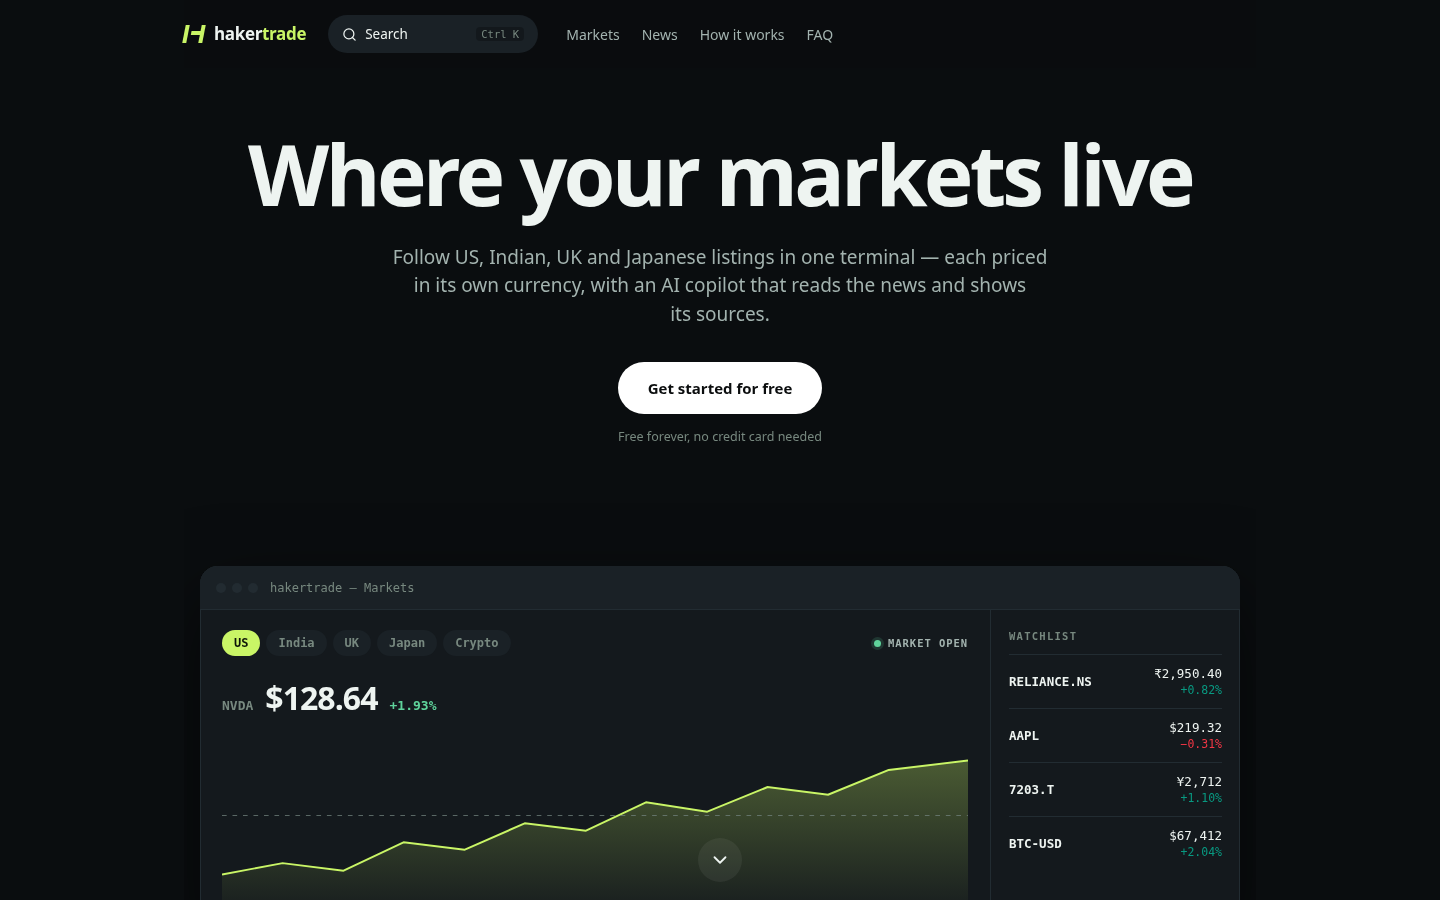 hakertrade
Search Ctrl K
Markets News How it works FAQ
Where your markets live
Follow US, Indian, UK and Japanese listings in one terminal — each priced
in its own currency, with an AI copilot that reads the news and shows
its sources.
Get started for free
Free forever, no credit card needed
hakertrade — Markets
US India UK Japan Crypto
MARKET OPEN
NVDA $128.64 +1.93%
WATCHLIST
RELIANCE.NS ₹2,950.40
+0.82%
AAPL $219.32
−0.31%
7203.T ¥2,712
+1.10%
BTC-USD $67,412
+2.04%